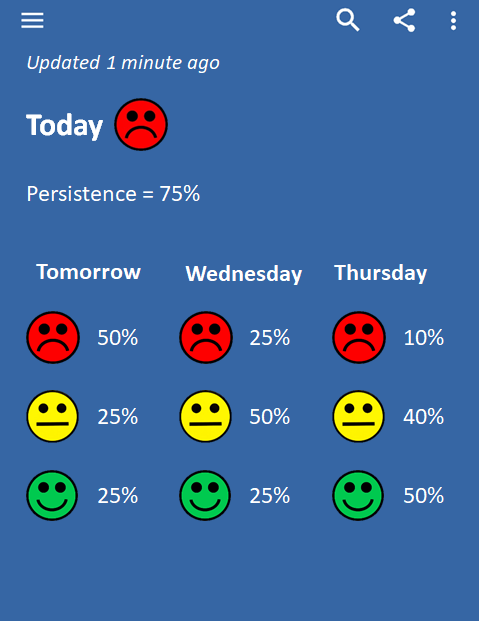 Updated 1 minute ago
Today
Persistence = 75%
Tomorrow Wednesday Thursday
50% 25% 10%
25% 50% 40%
25% 25% 50%